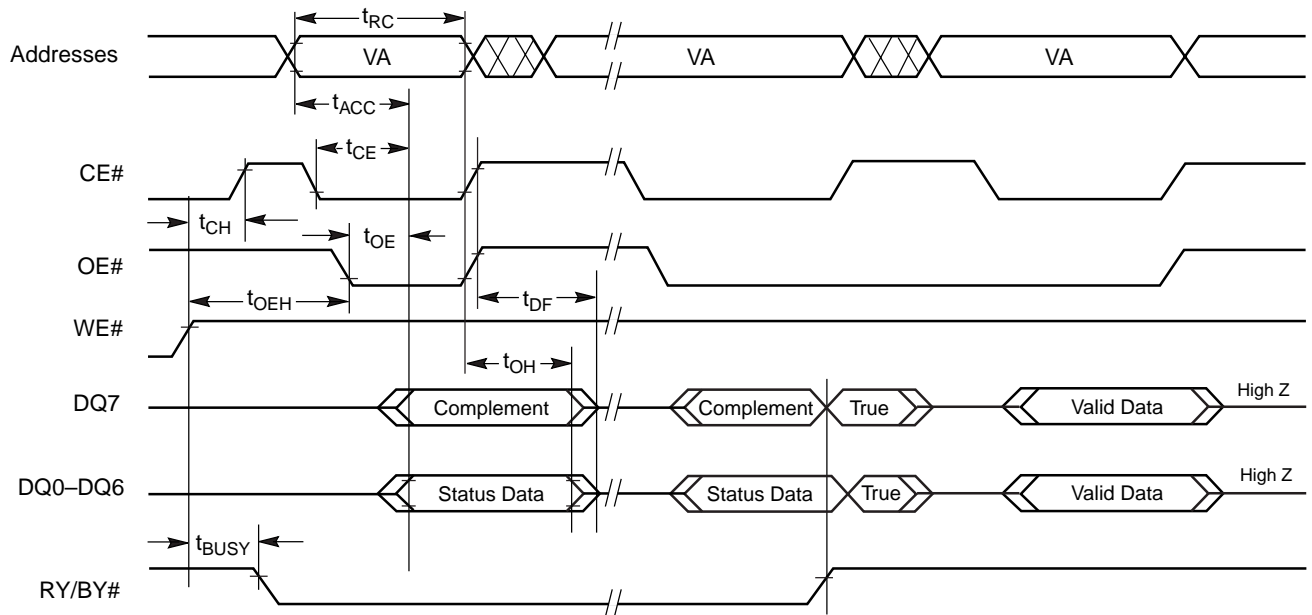 tRC
Addresses VA VA VA
tACC
tCE
CE#
tCH
tOE
OE#
tOEH tDF
WE#
tOH
DQ7 Complement Complement True Valid Data High Z
DQ0–DQ6 Status Data Status Data True Valid Data High Z
tBUSY
RY/BY#